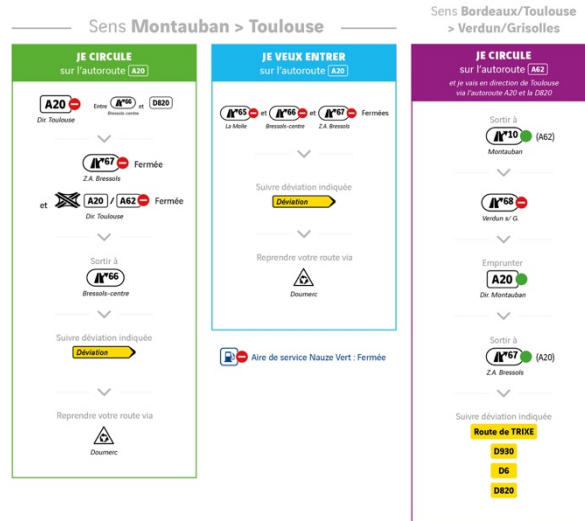 Sens Montauban > Toulouse
JE CIRCULE
sur l'autoroute A20
A20 Entre 66 et D820
Bressols-centre
Dir. Toulouse
67 Fermée
Z.A. Bressols
et A20 / A62 Fermée
Dir. Toulouse
Sortir à
66
Bressols-centre
Suivre déviation indiquée
Déviation
Reprendre votre route via
Doumerc
JE VEUX ENTRER
sur l'autoroute A20
65 et 66 et 67 Fermées
La Molle Bressols-centre Z.A. Bressols
Suivre déviation indiquée
Déviation
Reprendre votre route via
Doumerc
Aire de service Nauze Vert : Fermée
Sens Bordeaux/Toulouse
> Verdun/Grisolles
JE CIRCULE
sur l'autoroute A62
et je vais en direction de Toulouse
via l'autoroute A20 et la D820
Sortir à
10 (A62)
Montauban
68
Verdun s/ G.
Emprunter
A20
Dir. Montauban
Sortir à
67 (A20)
Z.A. Bressols
Suivre déviation indiquée
Route de TRIXE
D930
D6
D820